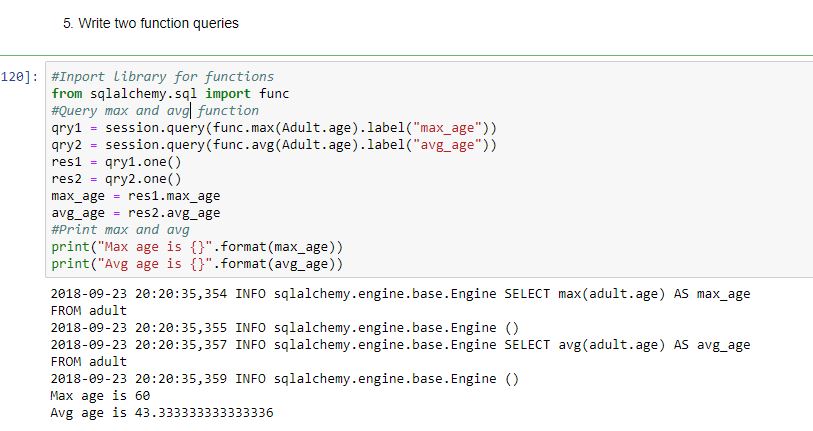 5. Write two function queries
120]:
#Inport library for functions
from sqlalchemy.sql import func
#Query max and avg function
qry1 = session.query(func.max(Adult.age).label("max_age"))
qry2 = session.query(func.avg(Adult.age).label("avg_age"))
res1 = qry1.one()
res2 = qry2.one()
max_age = res1.max_age
avg_age = res2.avg_age
#Print max and avg
print("Max age is {}".format(max_age))
print("Avg age is {}".format(avg_age))
2018-09-23 20:20:35,354 INFO sqlalchemy.engine.base.Engine SELECT max(adult.age) AS max_age
FROM adult
2018-09-23 20:20:35,355 INFO sqlalchemy.engine.base.Engine ()
2018-09-23 20:20:35,357 INFO sqlalchemy.engine.base.Engine SELECT avg(adult.age) AS avg_age
FROM adult
2018-09-23 20:20:35,359 INFO sqlalchemy.engine.base.Engine ()
Max age is 60
Avg age is 43.333333333333336